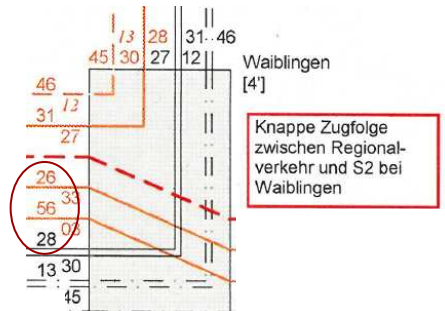 13 28 31 46
45 30 27 12
Waiblingen
[4']
46
13
31
27
Knappe Zugfolge
zwischen Regional-
verkehr und S2 bei
Waiblingen
26
33
56
03
28
13 30
45